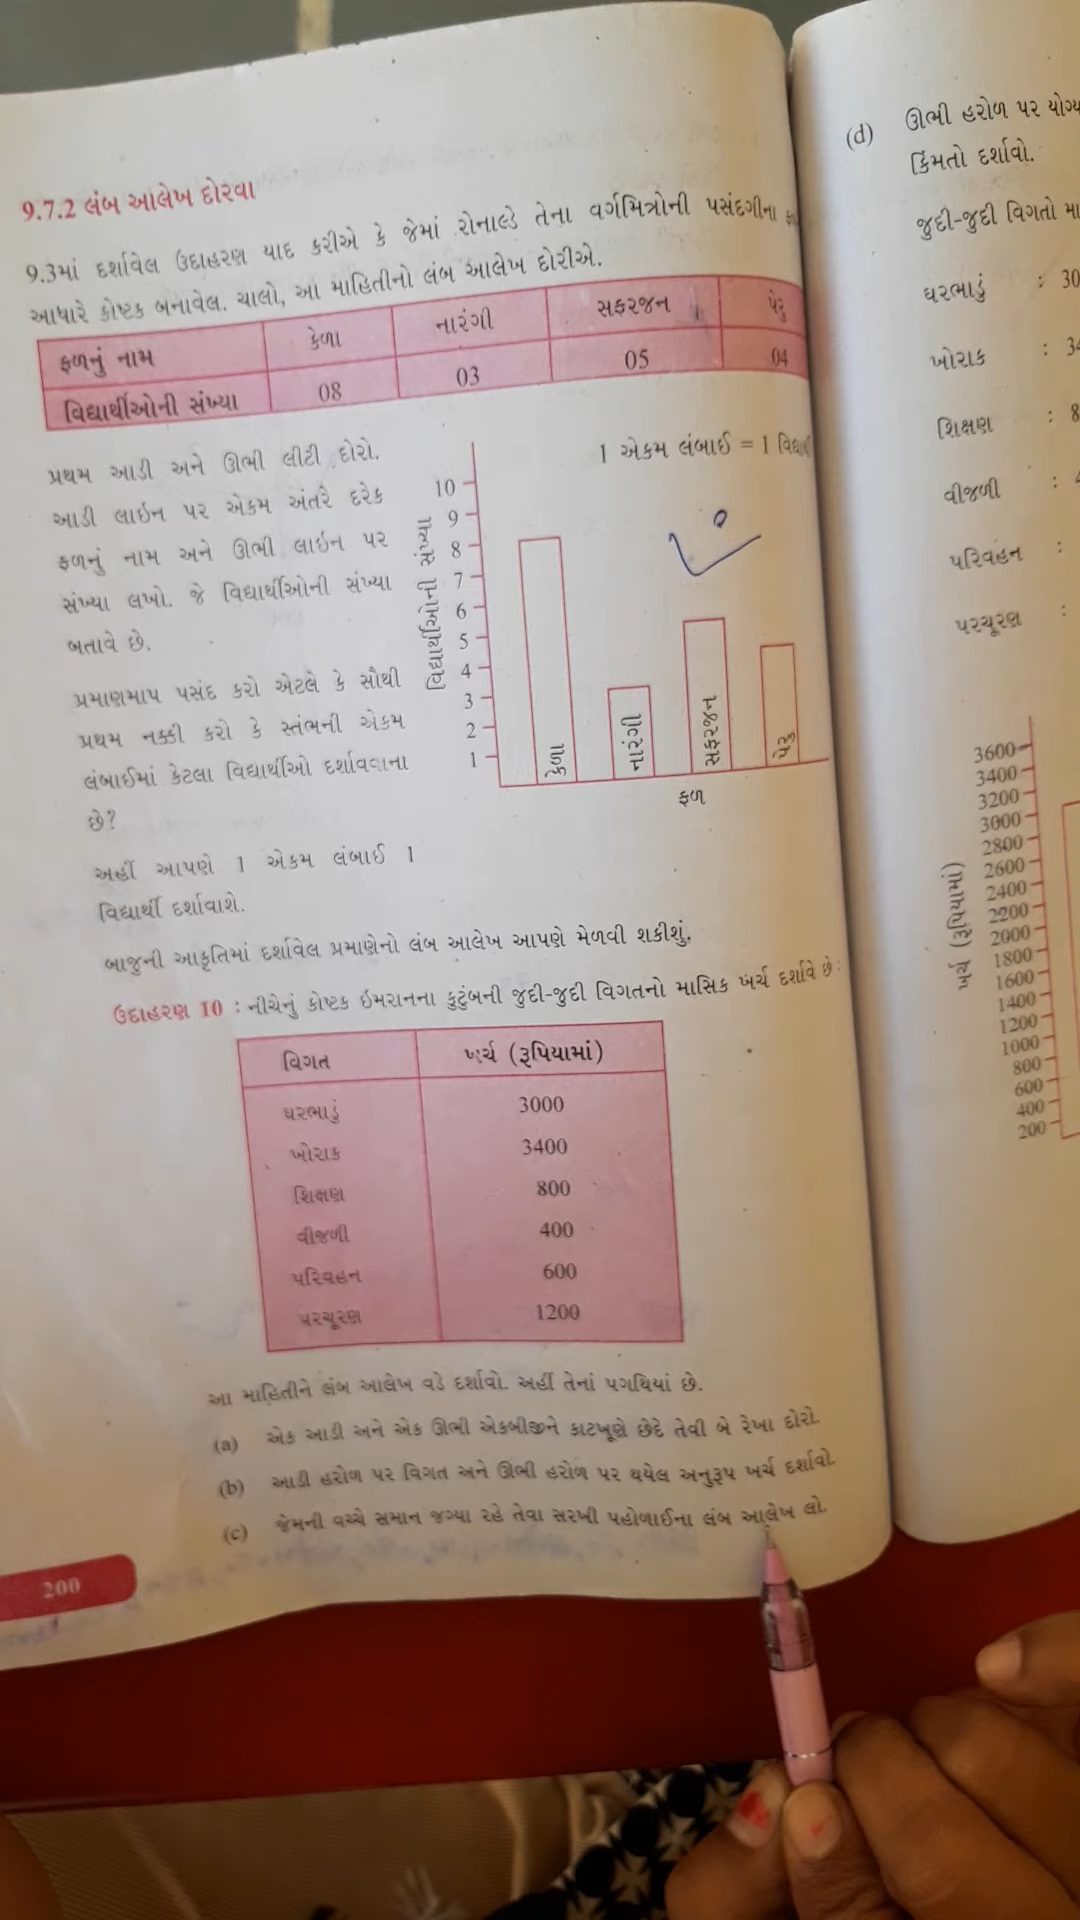 9.7.2 લંબ આલેખ દોરવા
9.3માં દર્શાવેલ ઉદાહરણ યાદ કરીએ કે જેમાં રોનાલ્ડે તેના વર્ગમિત્રોની પસંદગીના
આધારે કોષ્ટક બનાવેલ. ચાલો, આ માહિતીનો લંબ આલેખ દોરીએ.
ફળનું નામ કેળા નારંગી સફરજન પેરુ
વિદ્યાર્થીઓની સંખ્યા 08 03 05 04
પ્રથમ આડી અને ઊભી લીટી દોરો.
આડી લાઇન પર એકમ અંતરે દરેક
ફળનું નામ અને ઊભી લાઇન પર
સંખ્યા લખો. જે વિદ્યાર્થીઓની સંખ્યા
બતાવે છે.
પ્રમાણમાપ પસંદ કરો એટલે કે સૌથી
પ્રથમ નક્કી કરો કે સ્તંભની એકમ
લંબાઈમાં કેટલા વિદ્યાર્થીઓ દર્શાવવાના
છે?
અહીં આપણે 1 એકમ લંબાઈ 1
વિદ્યાર્થી દર્શાવાશે.
1 એકમ લંબાઈ = 1
વિદ્યાર્થીઓની સંખ્યા
10
9
8
7
6
5
4
3
2
1
કેળા
નારંગી
સફરજન
પેરુ
ફળ
બાજુની આકૃતિમાં દર્શાવેલ પ્રમાણેનો લંબ આલેખ આપણે મેળવી શકીશું.
ઉદાહરણ 10 : નીચેનું કોષ્ટક ઇમરાનના કુટુંબની જુદી-જુદી વિગતનો માસિક ખર્ચ દર્શાવે છે :
વિગત ખર્ચ (રૂપિયામાં)
ઘરભાડું 3000
ખોરાક 3400
શિક્ષણ 800
વીજળી 400
પરિવહન 600
પરચૂરણ 1200
આ માહિતીને લંબ આલેખ વડે દર્શાવો. અહીં તેનાં પગથિયાં છે.
(a) એક આડી અને એક ઊભી એકબીજીને કાટખૂણે છેદે તેવી બે રેખા દોરો.
(b) આડી હરોળ પર વિગત અને ઊભી હરોળ પર થયેલ અનુરૂપ ખર્ચ દર્શાવો.
(c) જેમની વચ્ચે સમાન જગ્યા રહે તેવા સરખી પહોળાઈના લંબ આલેખ લો.
200
(d) ઊભી હરોળ પર
કિંમતો દર્શાવો.
જુદી-જુદી વિગતો
ઘરભાડું : 30
ખોરાક : 34
શિક્ષણ : 8
વીજળી :
પરિવહન :
પરચૂરણ :
ખર્ચ (રૂપિયામાં)
3600
3400
3200
3000
2800
2600
2400
2200
2000
1800
1600
1400
1200
1000
800
600
400
200